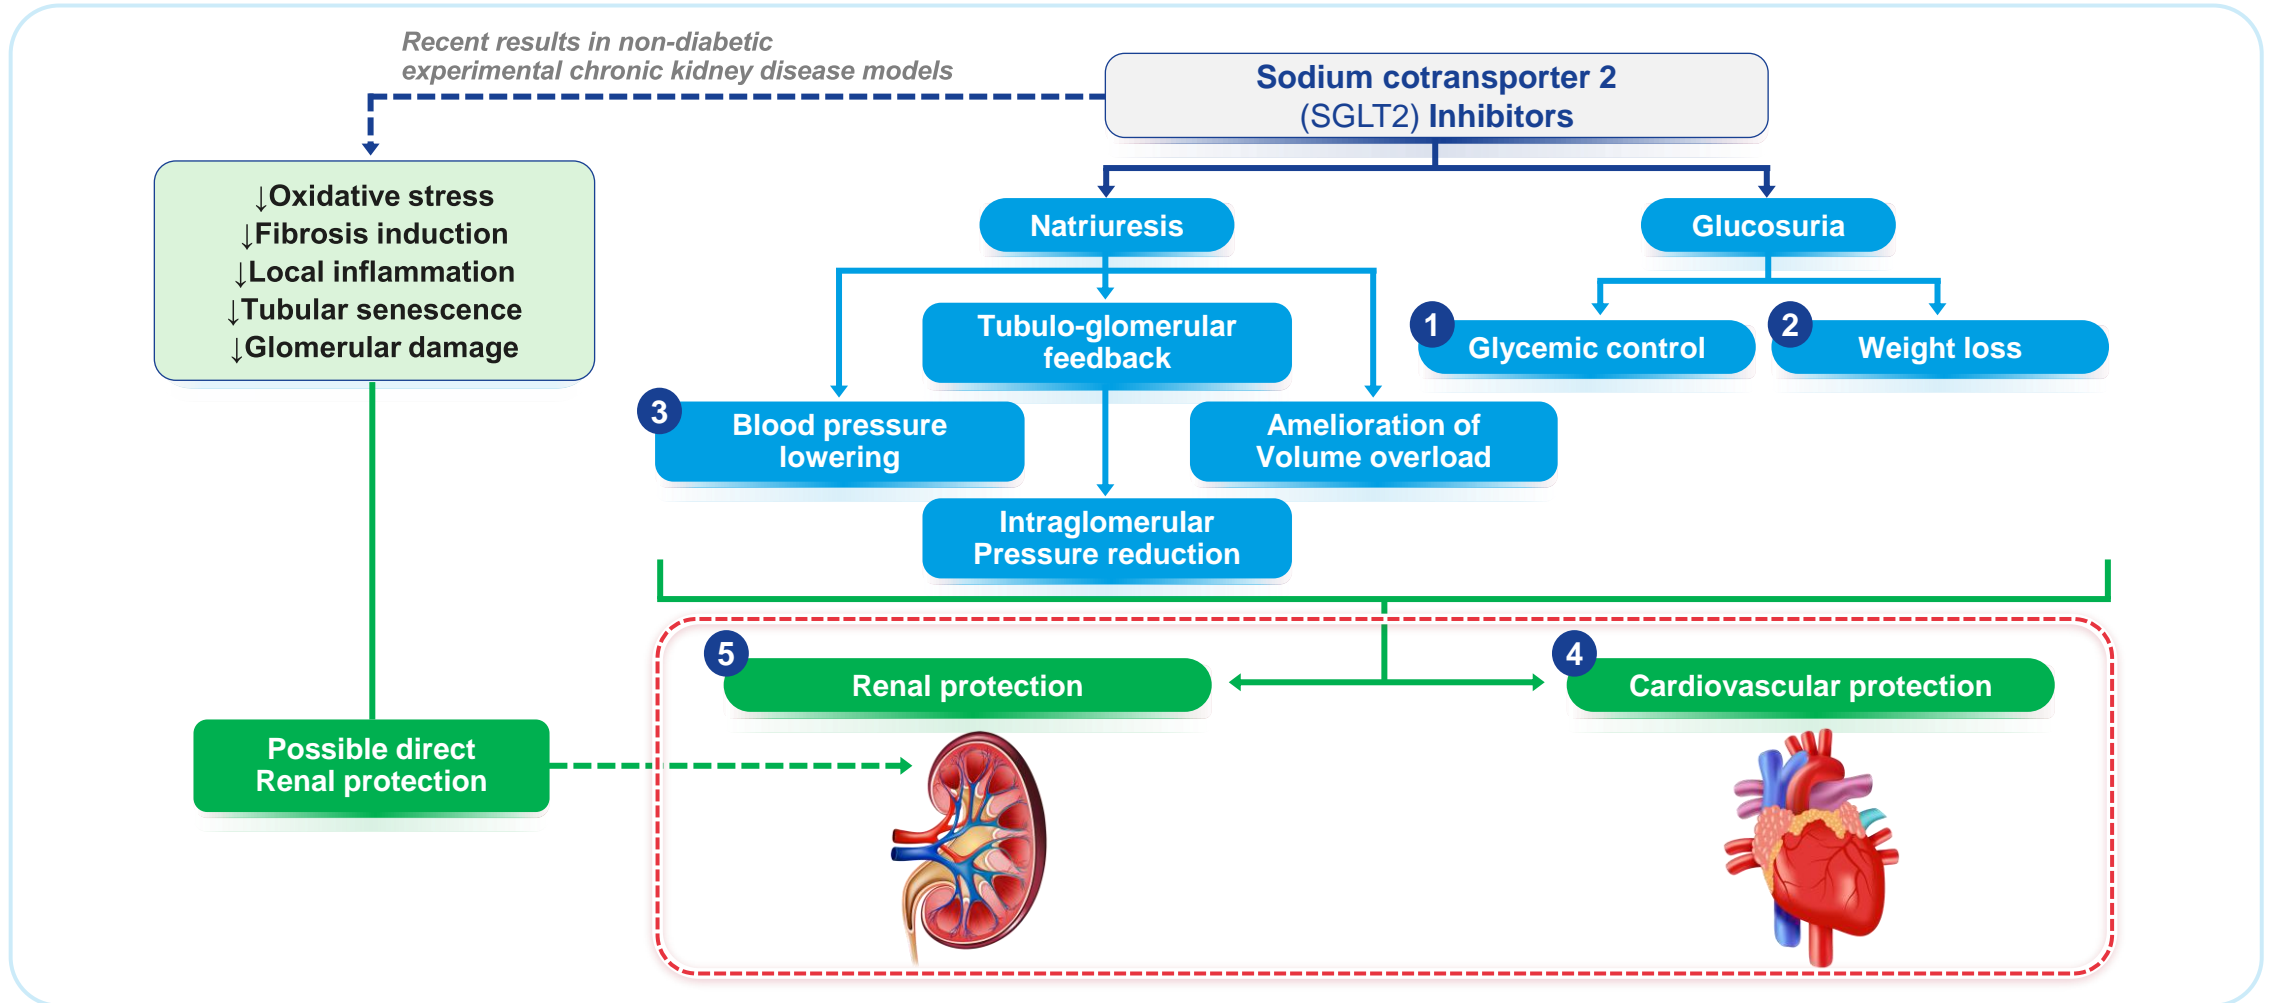 Recent results in non-diabetic
experimental chronic kidney disease models
Sodium cotransporter 2
(SGLT2) Inhibitors
↓Oxidative stress
↓Fibrosis induction
↓Local inflammation
↓Tubular senescence
↓Glomerular damage
Natriuresis
Glucosuria
Tubulo-glomerular
feedback
1
Glycemic control
2
Weight loss
3
Blood pressure
lowering
Amelioration of
Volume overload
Intraglomerular
Pressure reduction
5
Renal protection
4
Cardiovascular protection
Possible direct
Renal protection